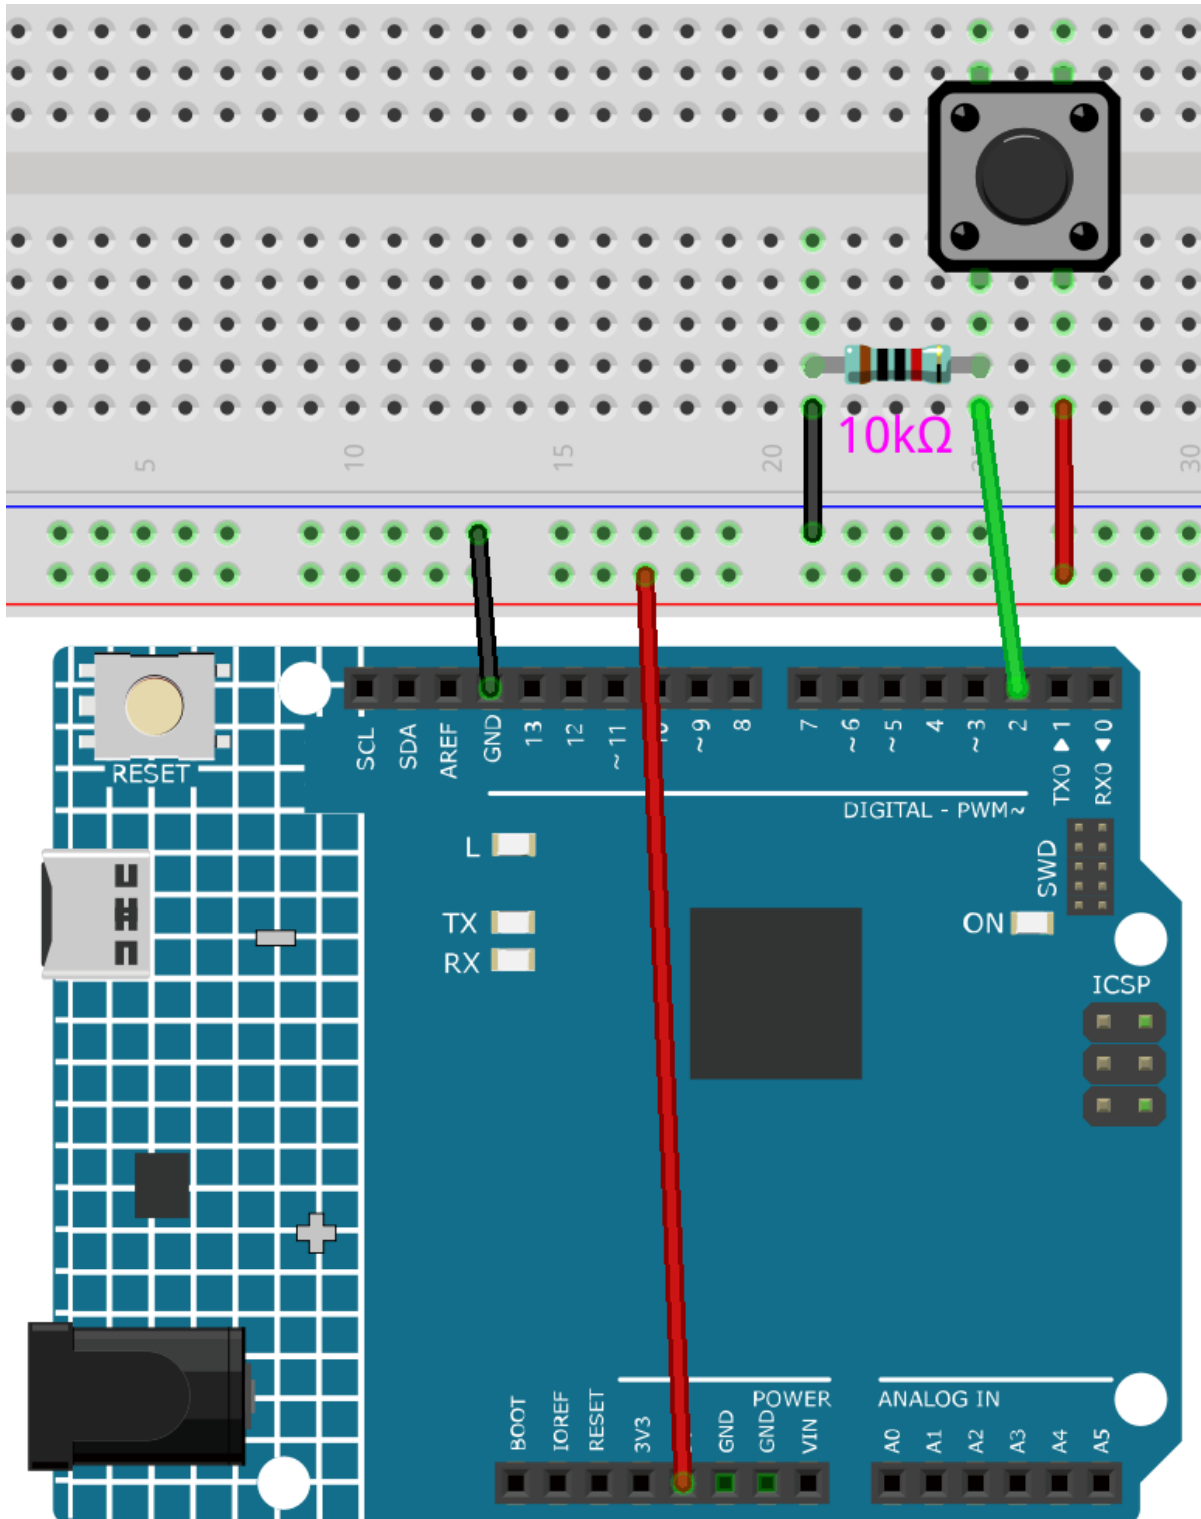 10kΩ
5
10
15
20
30
SCL
SDA
AREF
GND
13
12
~11
~9
8
7
~6
~5
4
~3
2
TX0 ▶ 1
RX0 ◀ 0
RESET
DIGITAL - PWM~
L
TX
RX
ON
SWD
ICSP
POWER
ANALOG IN
BOOT
IOREF
RESET
3V3
GND
GND
VIN
A0
A1
A2
A3
A4
A5